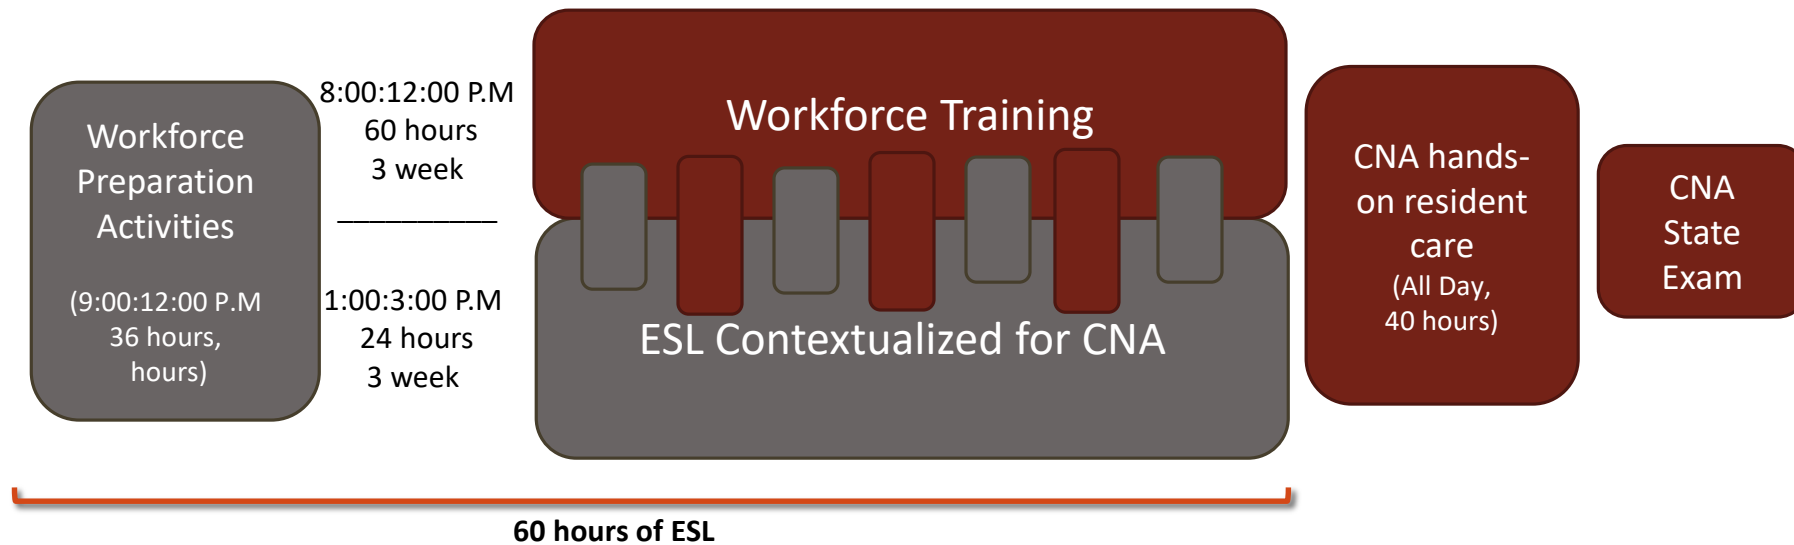 Workforce
Preparation
Activities
(9:00:12:00 P.M
36 hours,
hours)
8:00:12:00 P.M
60 hours
3 week
___________
1:00:3:00 P.M
24 hours
3 week
Workforce Training
ESL Contextualized for CNA
CNA hands-
on resident
care
(All Day,
40 hours)
CNA
State
Exam
60 hours of ESL